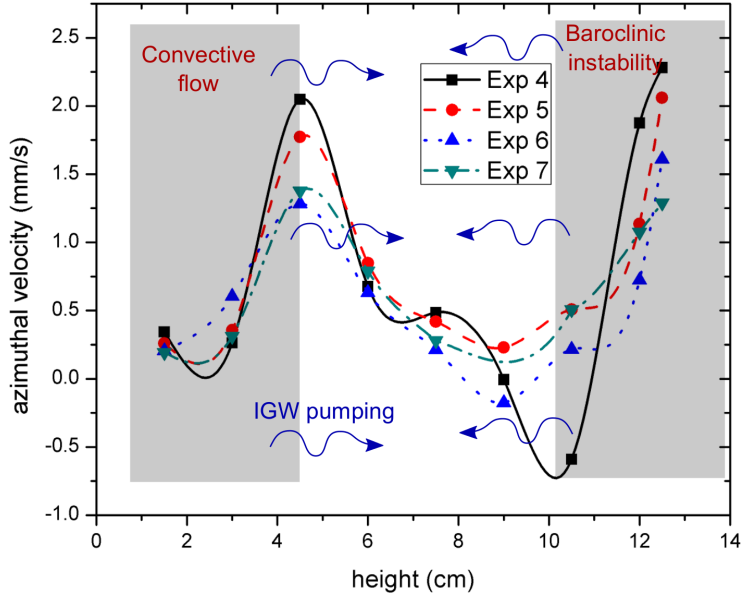 2.5
2.0
1.5
1.0
0.5
0.0
-0.5
-1.0
azimuthal velocity (mm/s)
Convective
flow
Baroclinic
instability
Exp 4
Exp 5
Exp 6
Exp 7
IGW pumping
0
2
4
6
8
10
12
14
height (cm)